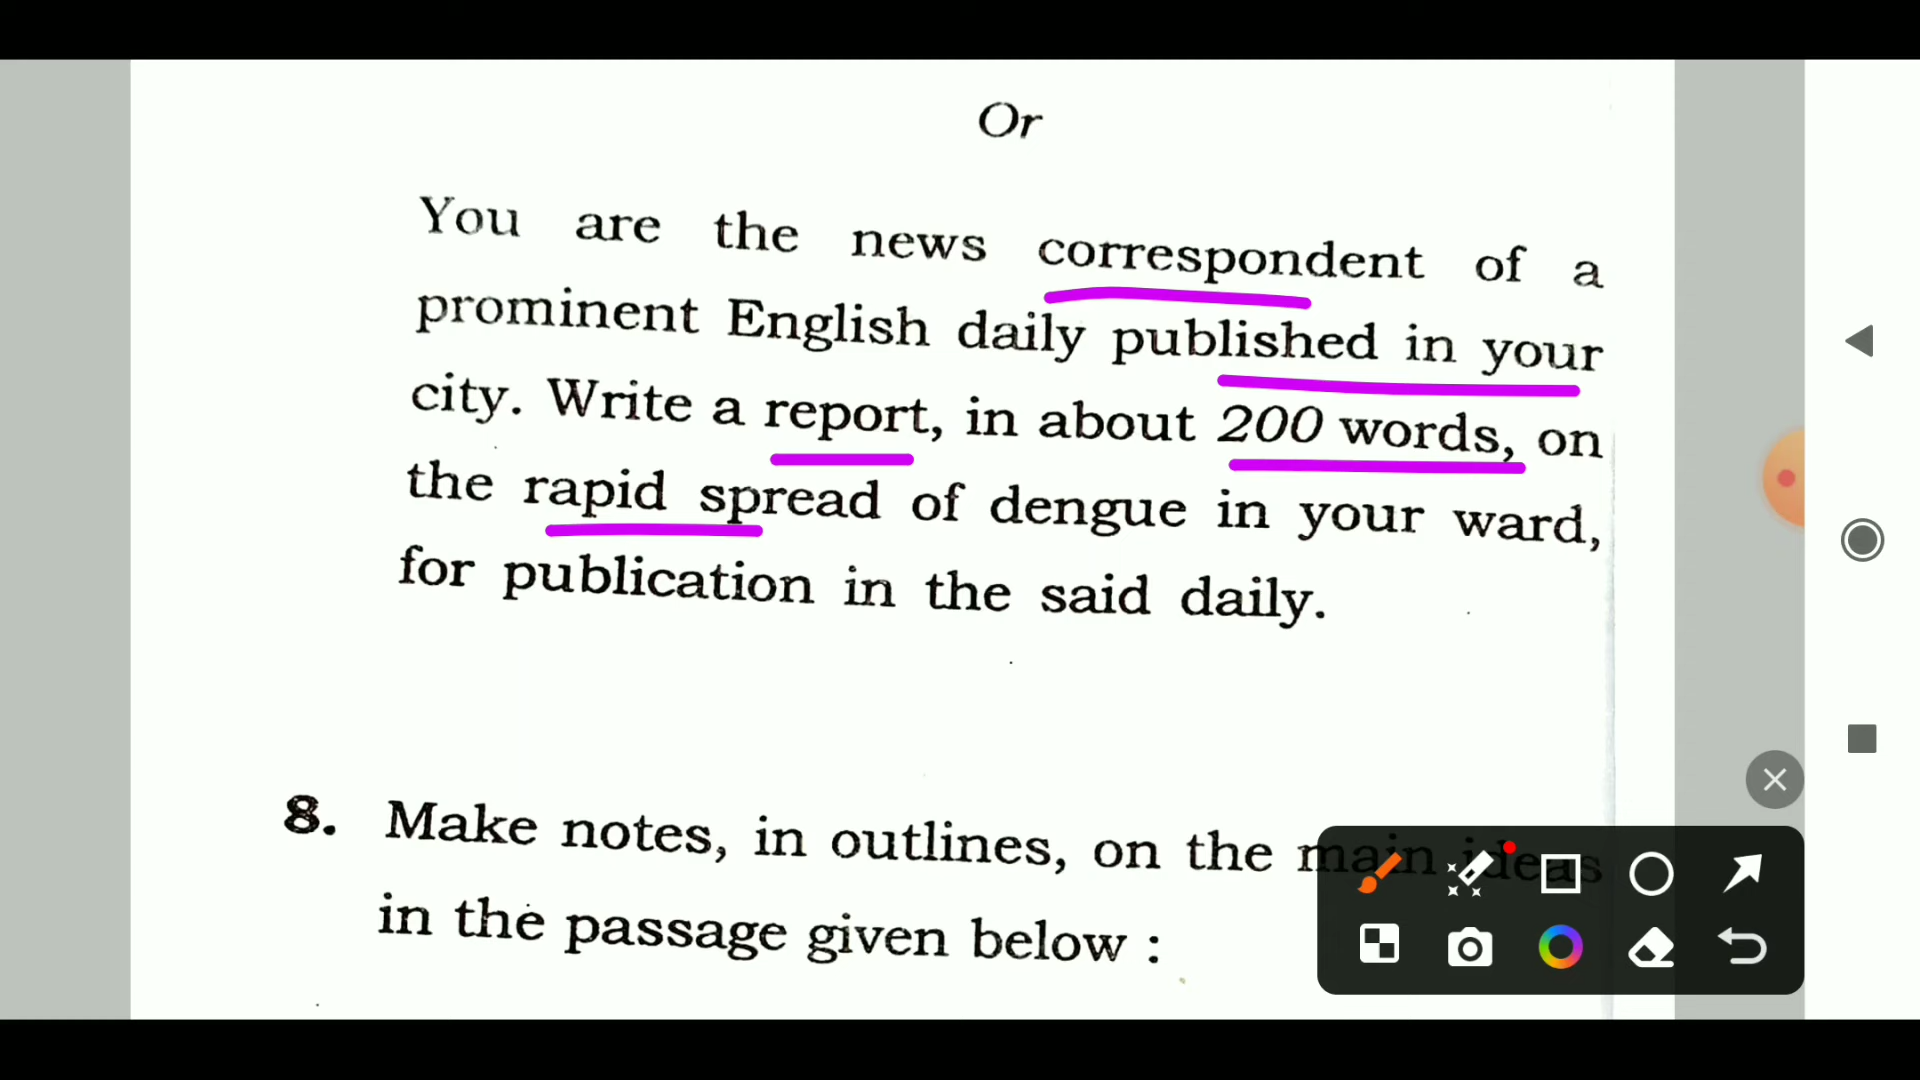 Or
You are the news correspondent of a
prominent English daily published in your
city. Write a report, in about 200 words, on
the rapid spread of dengue in your ward,
for publication in the said daily.
8. Make notes, in outlines, on the main ideas
in the passage given below :